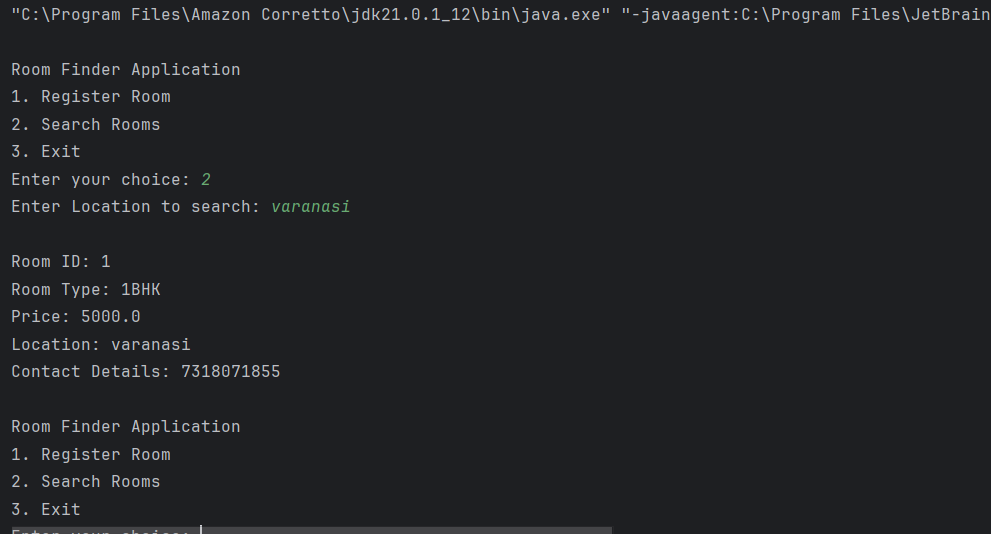 "C:\Program Files\Amazon Corretto\jdk21.0.1_12\bin\java.exe" "-javaagent:C:\Program Files\JetBrain
Room Finder Application
1. Register Room
2. Search Rooms
3. Exit
Enter your choice: 2
Enter Location to search: varanasi
Room ID: 1
Room Type: 1BHK
Price: 5000.0
Location: varanasi
Contact Details: 7318071855
Room Finder Application
1. Register Room
2. Search Rooms
3. Exit
Enter your choice: